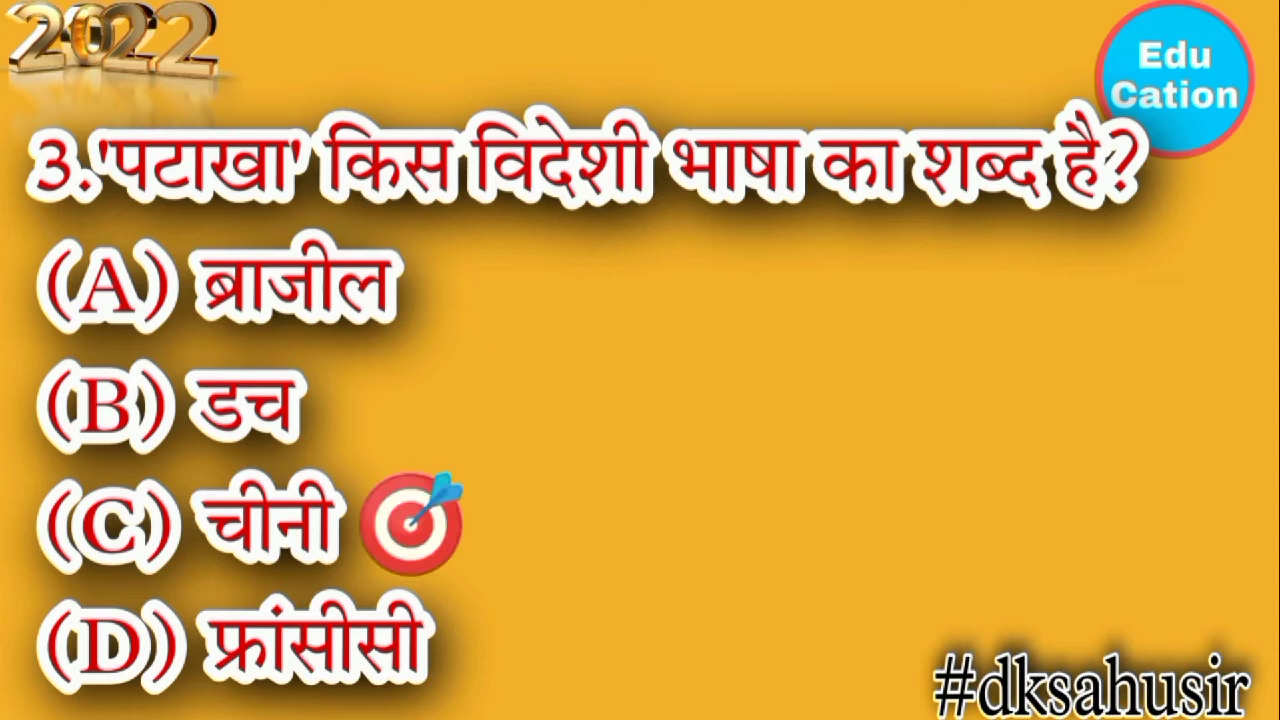 2022
Edu
Cation
3.'पटाखा' किस विदेशी भाषा का शब्द है?
(A) ब्राजील
(B) डच
(C) चीनी
(D) फ्रांसीसी
#dksahusir